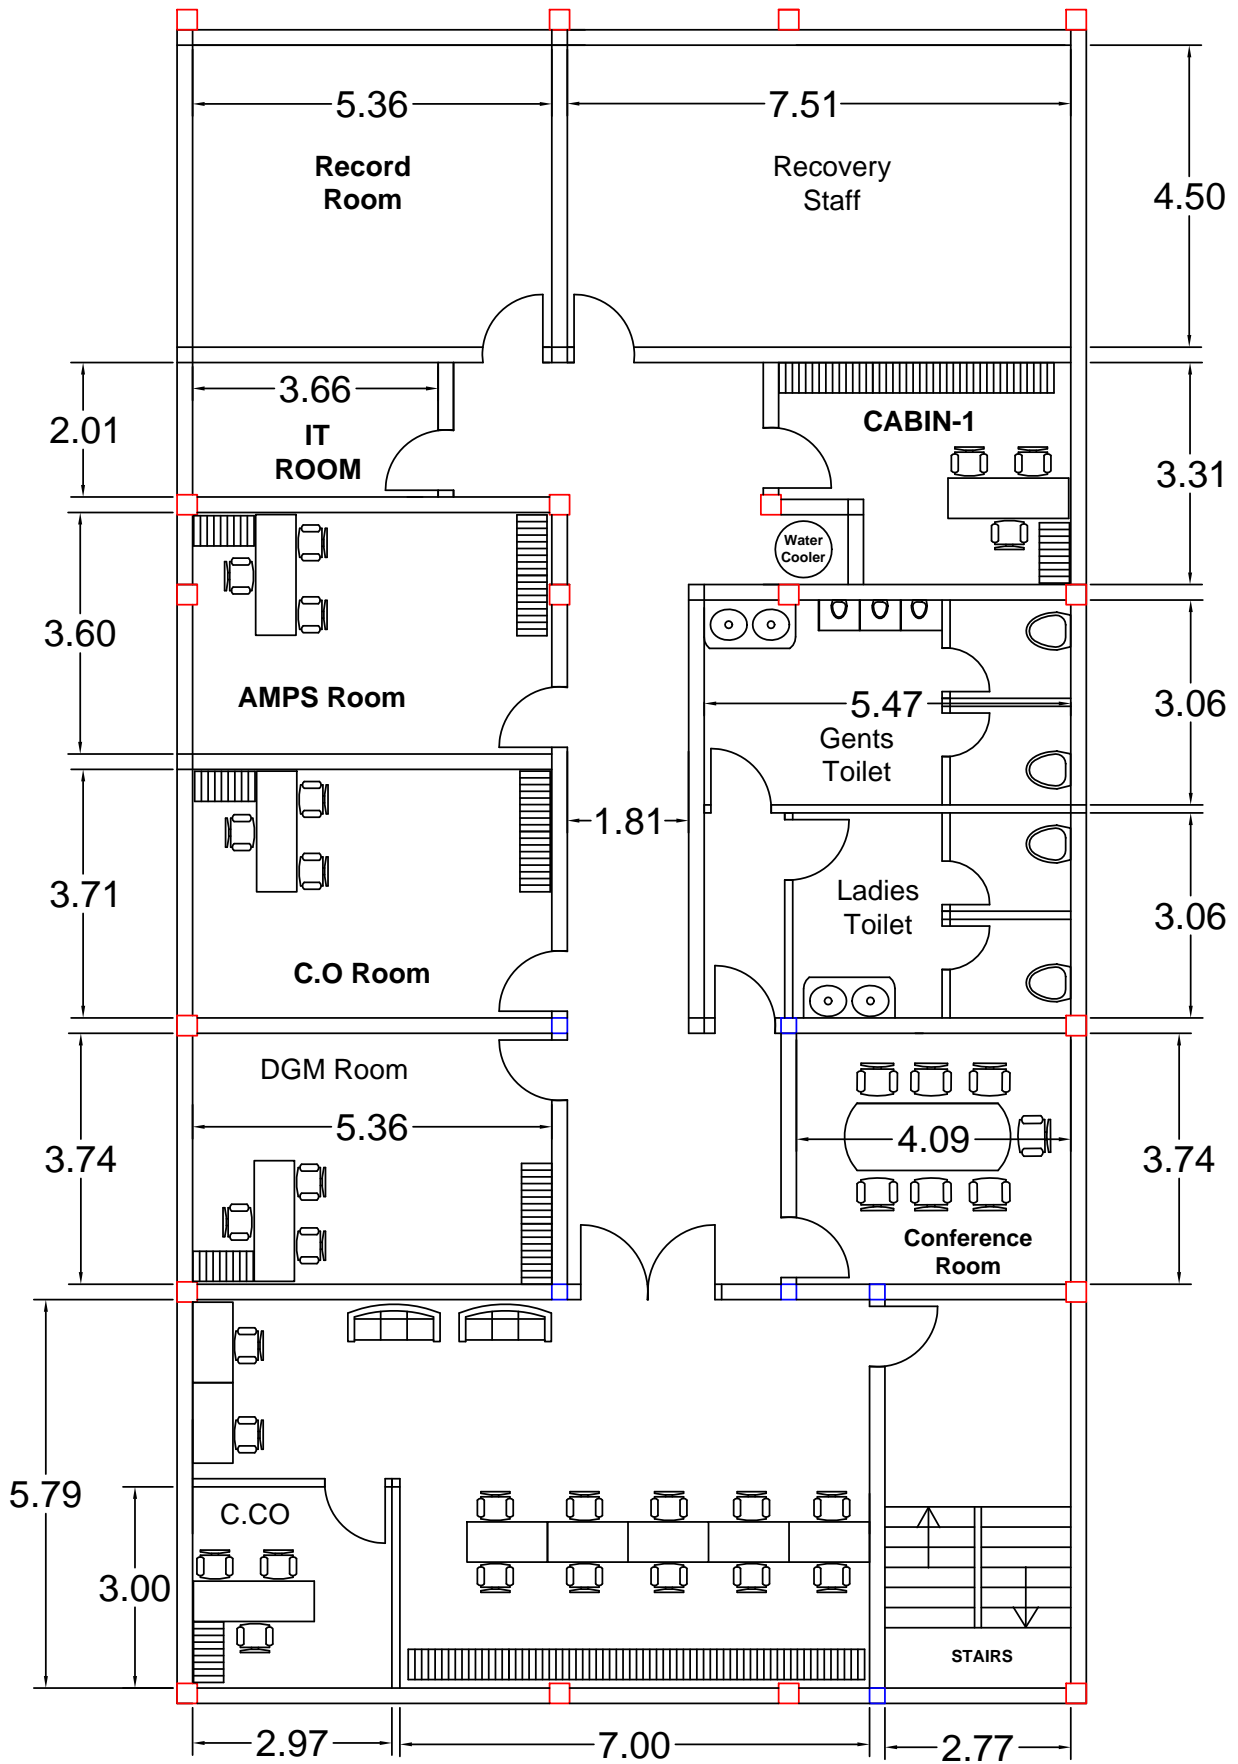 5.36
7.51
Record
Room
Recovery
Staff
4.50
3.66
2.01
IT
ROOM
CABIN-1
3.31
Water
Cooler
3.60
AMPS Room
5.47
3.06
Gents
Toilet
1.81
3.71
Ladies
Toilet
3.06
C.O Room
DGM Room
5.36
4.09
3.74
3.74
Conference
Room
5.79
C.CO
3.00
STAIRS
2.97
7.00
2.77